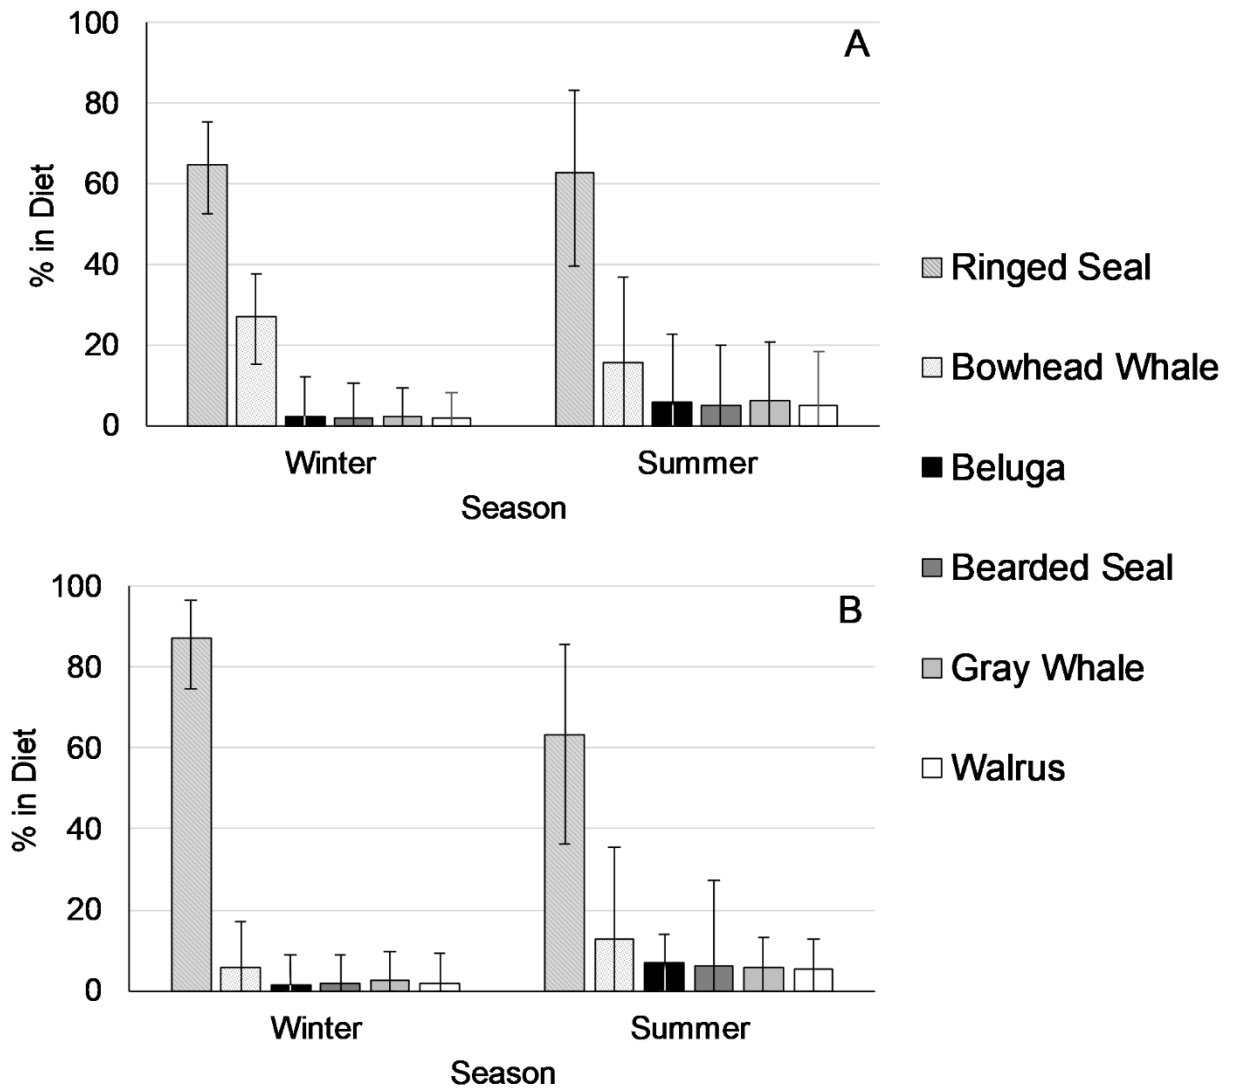 A
100
80
60
40
20
0
% in Diet
Winter
Summer
Season
B
100
80
60
40
20
0
% in Diet
Winter
Summer
Season
Ringed Seal
Bowhead Whale
Beluga
Bearded Seal
Gray Whale
Walrus